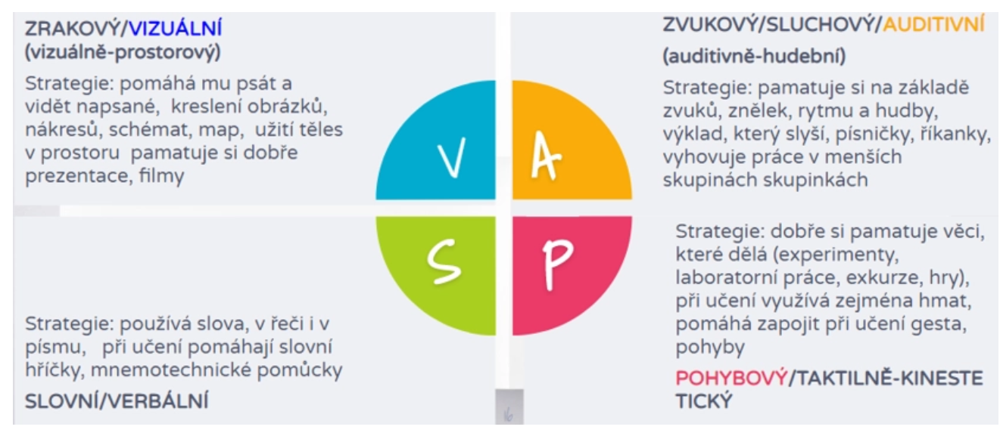 ZRAKOVÝ/VIZUÁLNÍ
(vizuálně-prostorový)
Strategie: pomáhá mu psát a
vidět napsané, kreslení obrázků,
nákresů, schémat, map, užití těles
v prostoru pamatuje si dobře
prezentace, filmy
ZVUKOVÝ/SLUCHOVÝ/AUDITIVNÍ
(auditivně-hudební)
Strategie: pamatuje si na základě
zvuků, znělek, rytmu a hudby,
výklad, který slyší, písničky, říkanky,
vyhovuje práce v menších
skupinách skupinkách
V
A
S
P
Strategie: používá slova, v řeči i v
písmu, při učení pomáhají slovní
hříčky, mnemotechnické pomůcky
SLOVNÍ/VERBÁLNÍ
Strategie: dobře si pamatuje věci,
které dělá (experimenty,
laboratorní práce, exkurze, hry),
při učení využívá zejména hmat,
pomáhá zapojit při učení gesta,
pohyby
POHYBOVÝ/TAKTILNĚ-KINESTE
TICKÝ
16